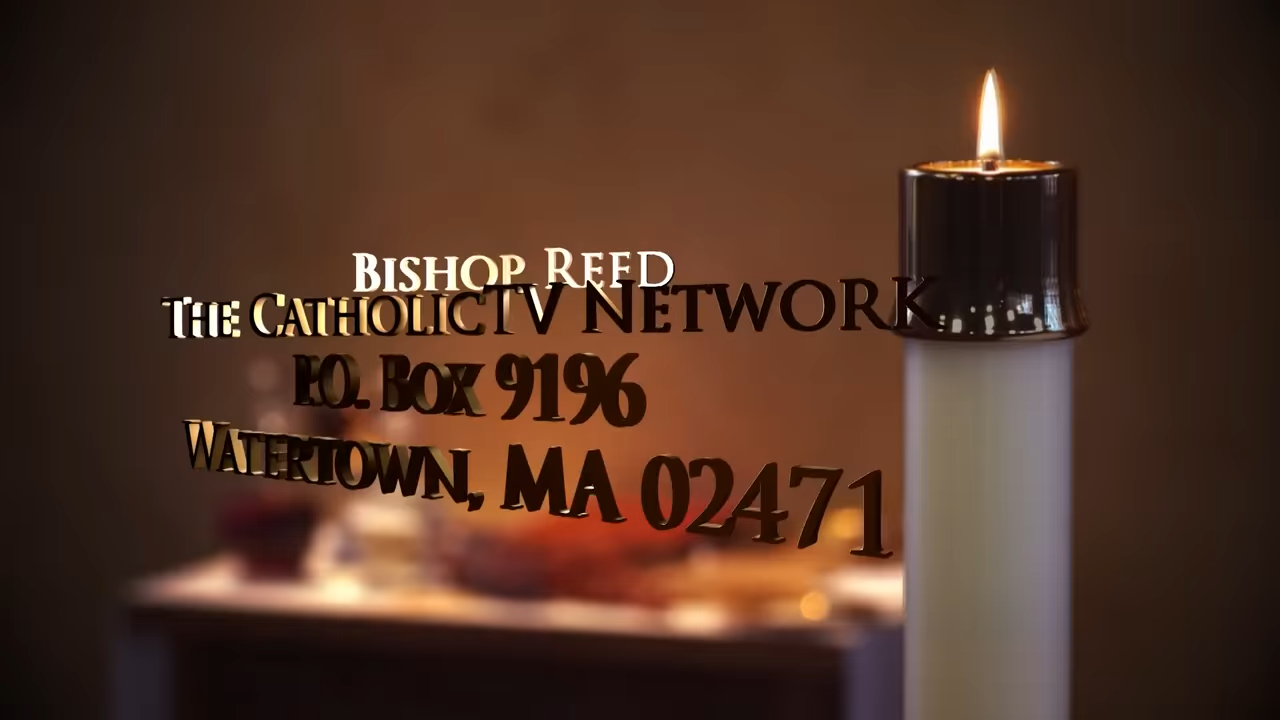 BISHOP REED
THE CATHOLICTV NETWORK
P.O. BOX 9196
WATERTOWN, MA 02471